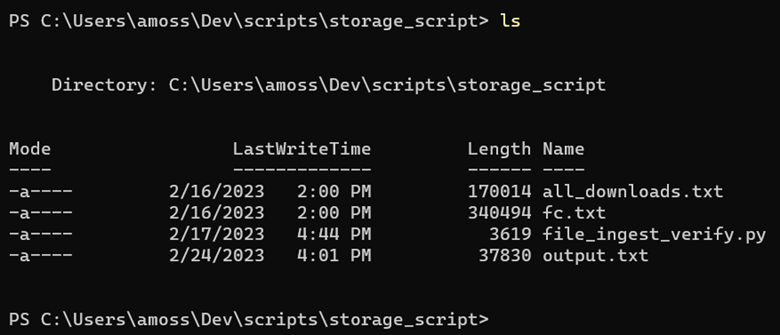 PS C:\Users\amoss\Dev\scripts\storage_script> ls
Directory: C:\Users\amoss\Dev\scripts\storage_script
Mode                 LastWriteTime         Length Name
----                 -------------         ------ ----
-a----         2/16/2023   2:00 PM         170014 all_downloads.txt
-a----         2/16/2023   2:00 PM         340494 fc.txt
-a----         2/17/2023   4:44 PM           3619 file_ingest_verify.py
-a----         2/24/2023   4:01 PM          37830 output.txt
PS C:\Users\amoss\Dev\scripts\storage_script>